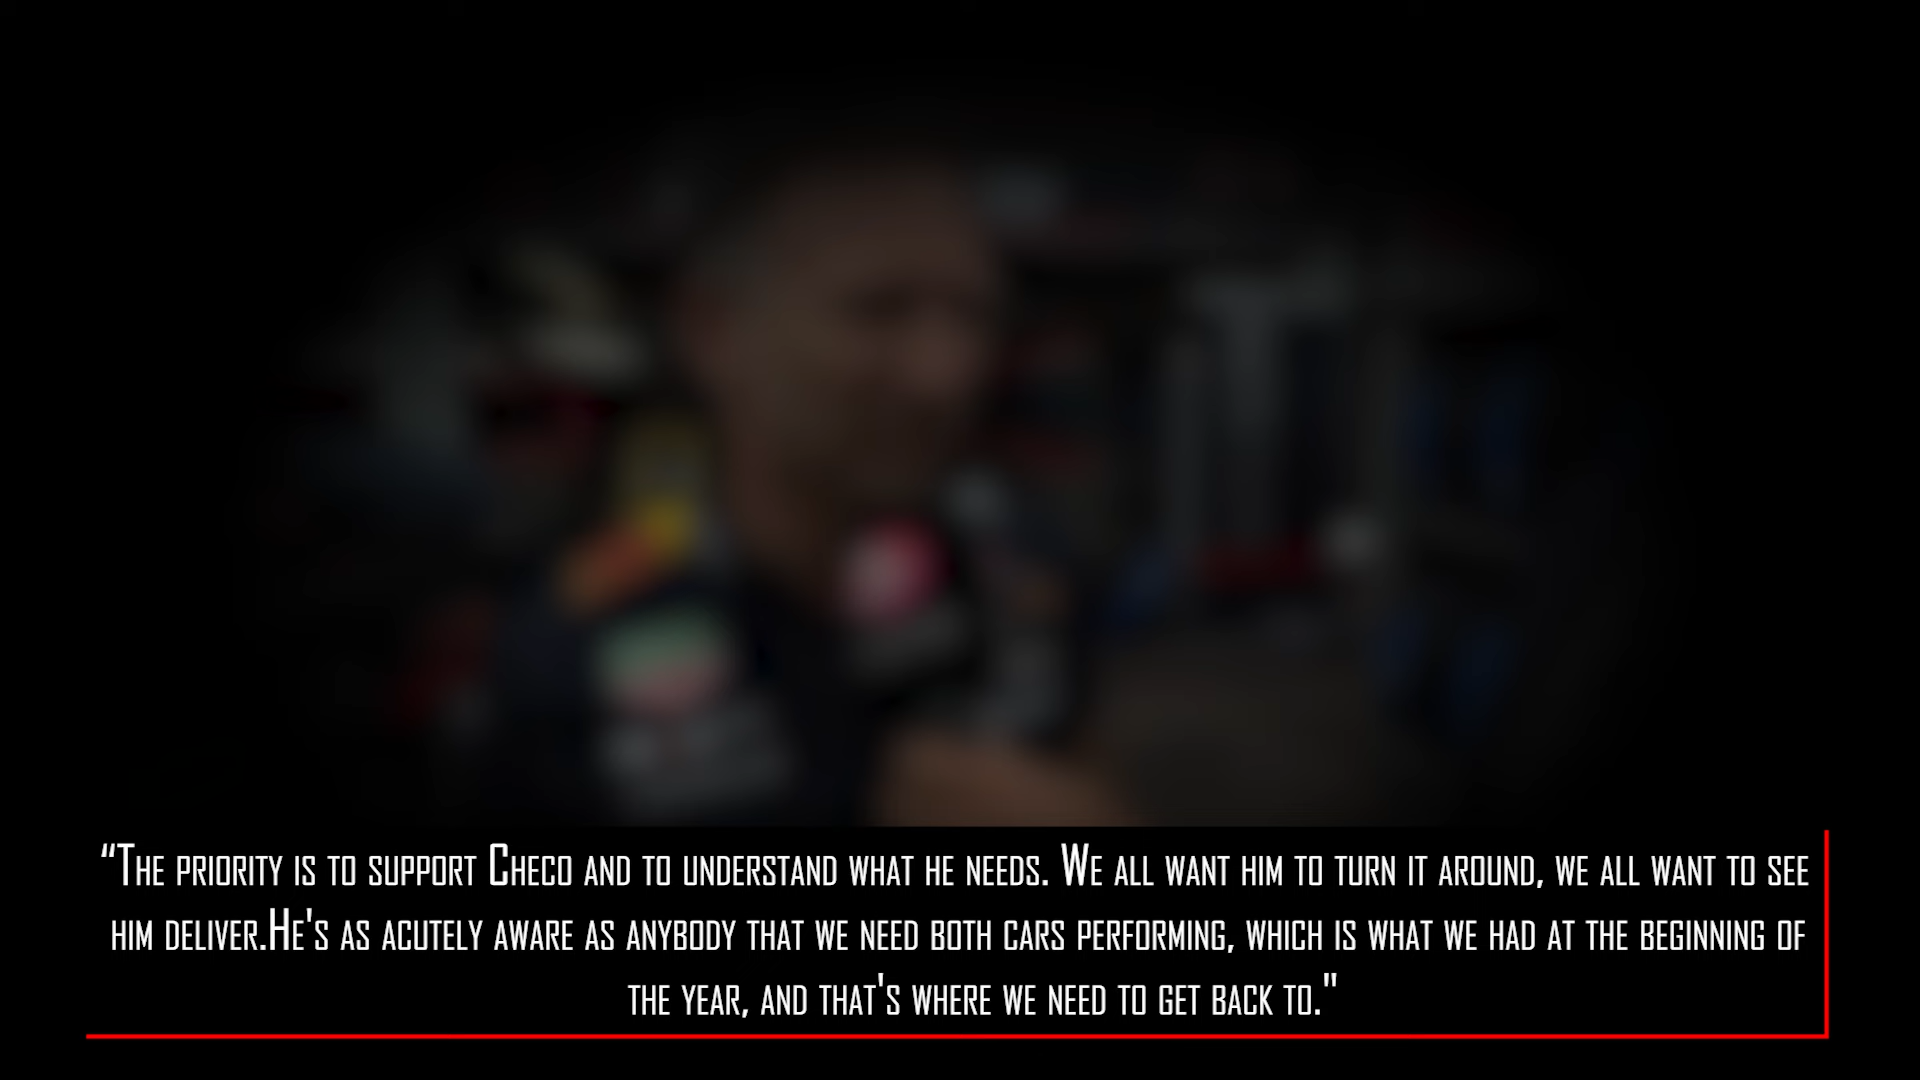 “The priority is to support Checo and to understand what he needs. We all want him to turn it around, we all want to see
him deliver.He's as acutely aware as anybody that we need both cars performing, which is what we had at the beginning of
the year, and that's where we need to get back to."